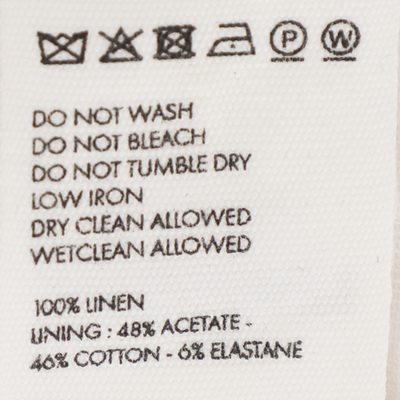 P W
DO NOT WASH
DO NOT BLEACH
DO NOT TUMBLE DRY
LOW IRON
DRY CLEAN ALLOWED
WETCLEAN ALLOWED
100% LINEN
LINING : 48% ACETATE -
46% COTTON - 6% ELASTANE